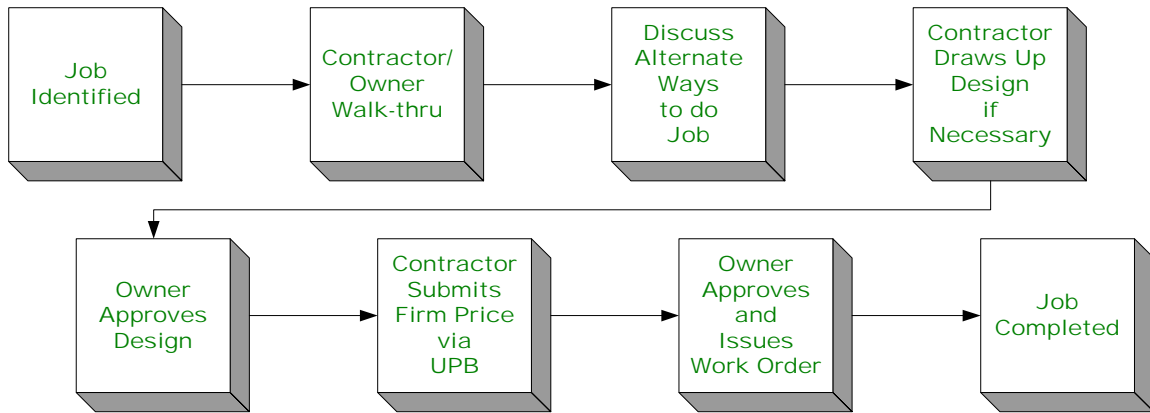 Job
Identified
Contractor/
Owner
Walk-thru
Discuss
Alternate
Ways
to do
Job
Contractor
Draws Up
Design
if
Necessary
Owner
Approves
Design
Contractor
Submits
Firm Price
via
UPB
Owner
Approves
and
Issues
Work Order
Job
Completed